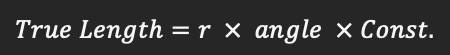 True Length = r × angle × Const.